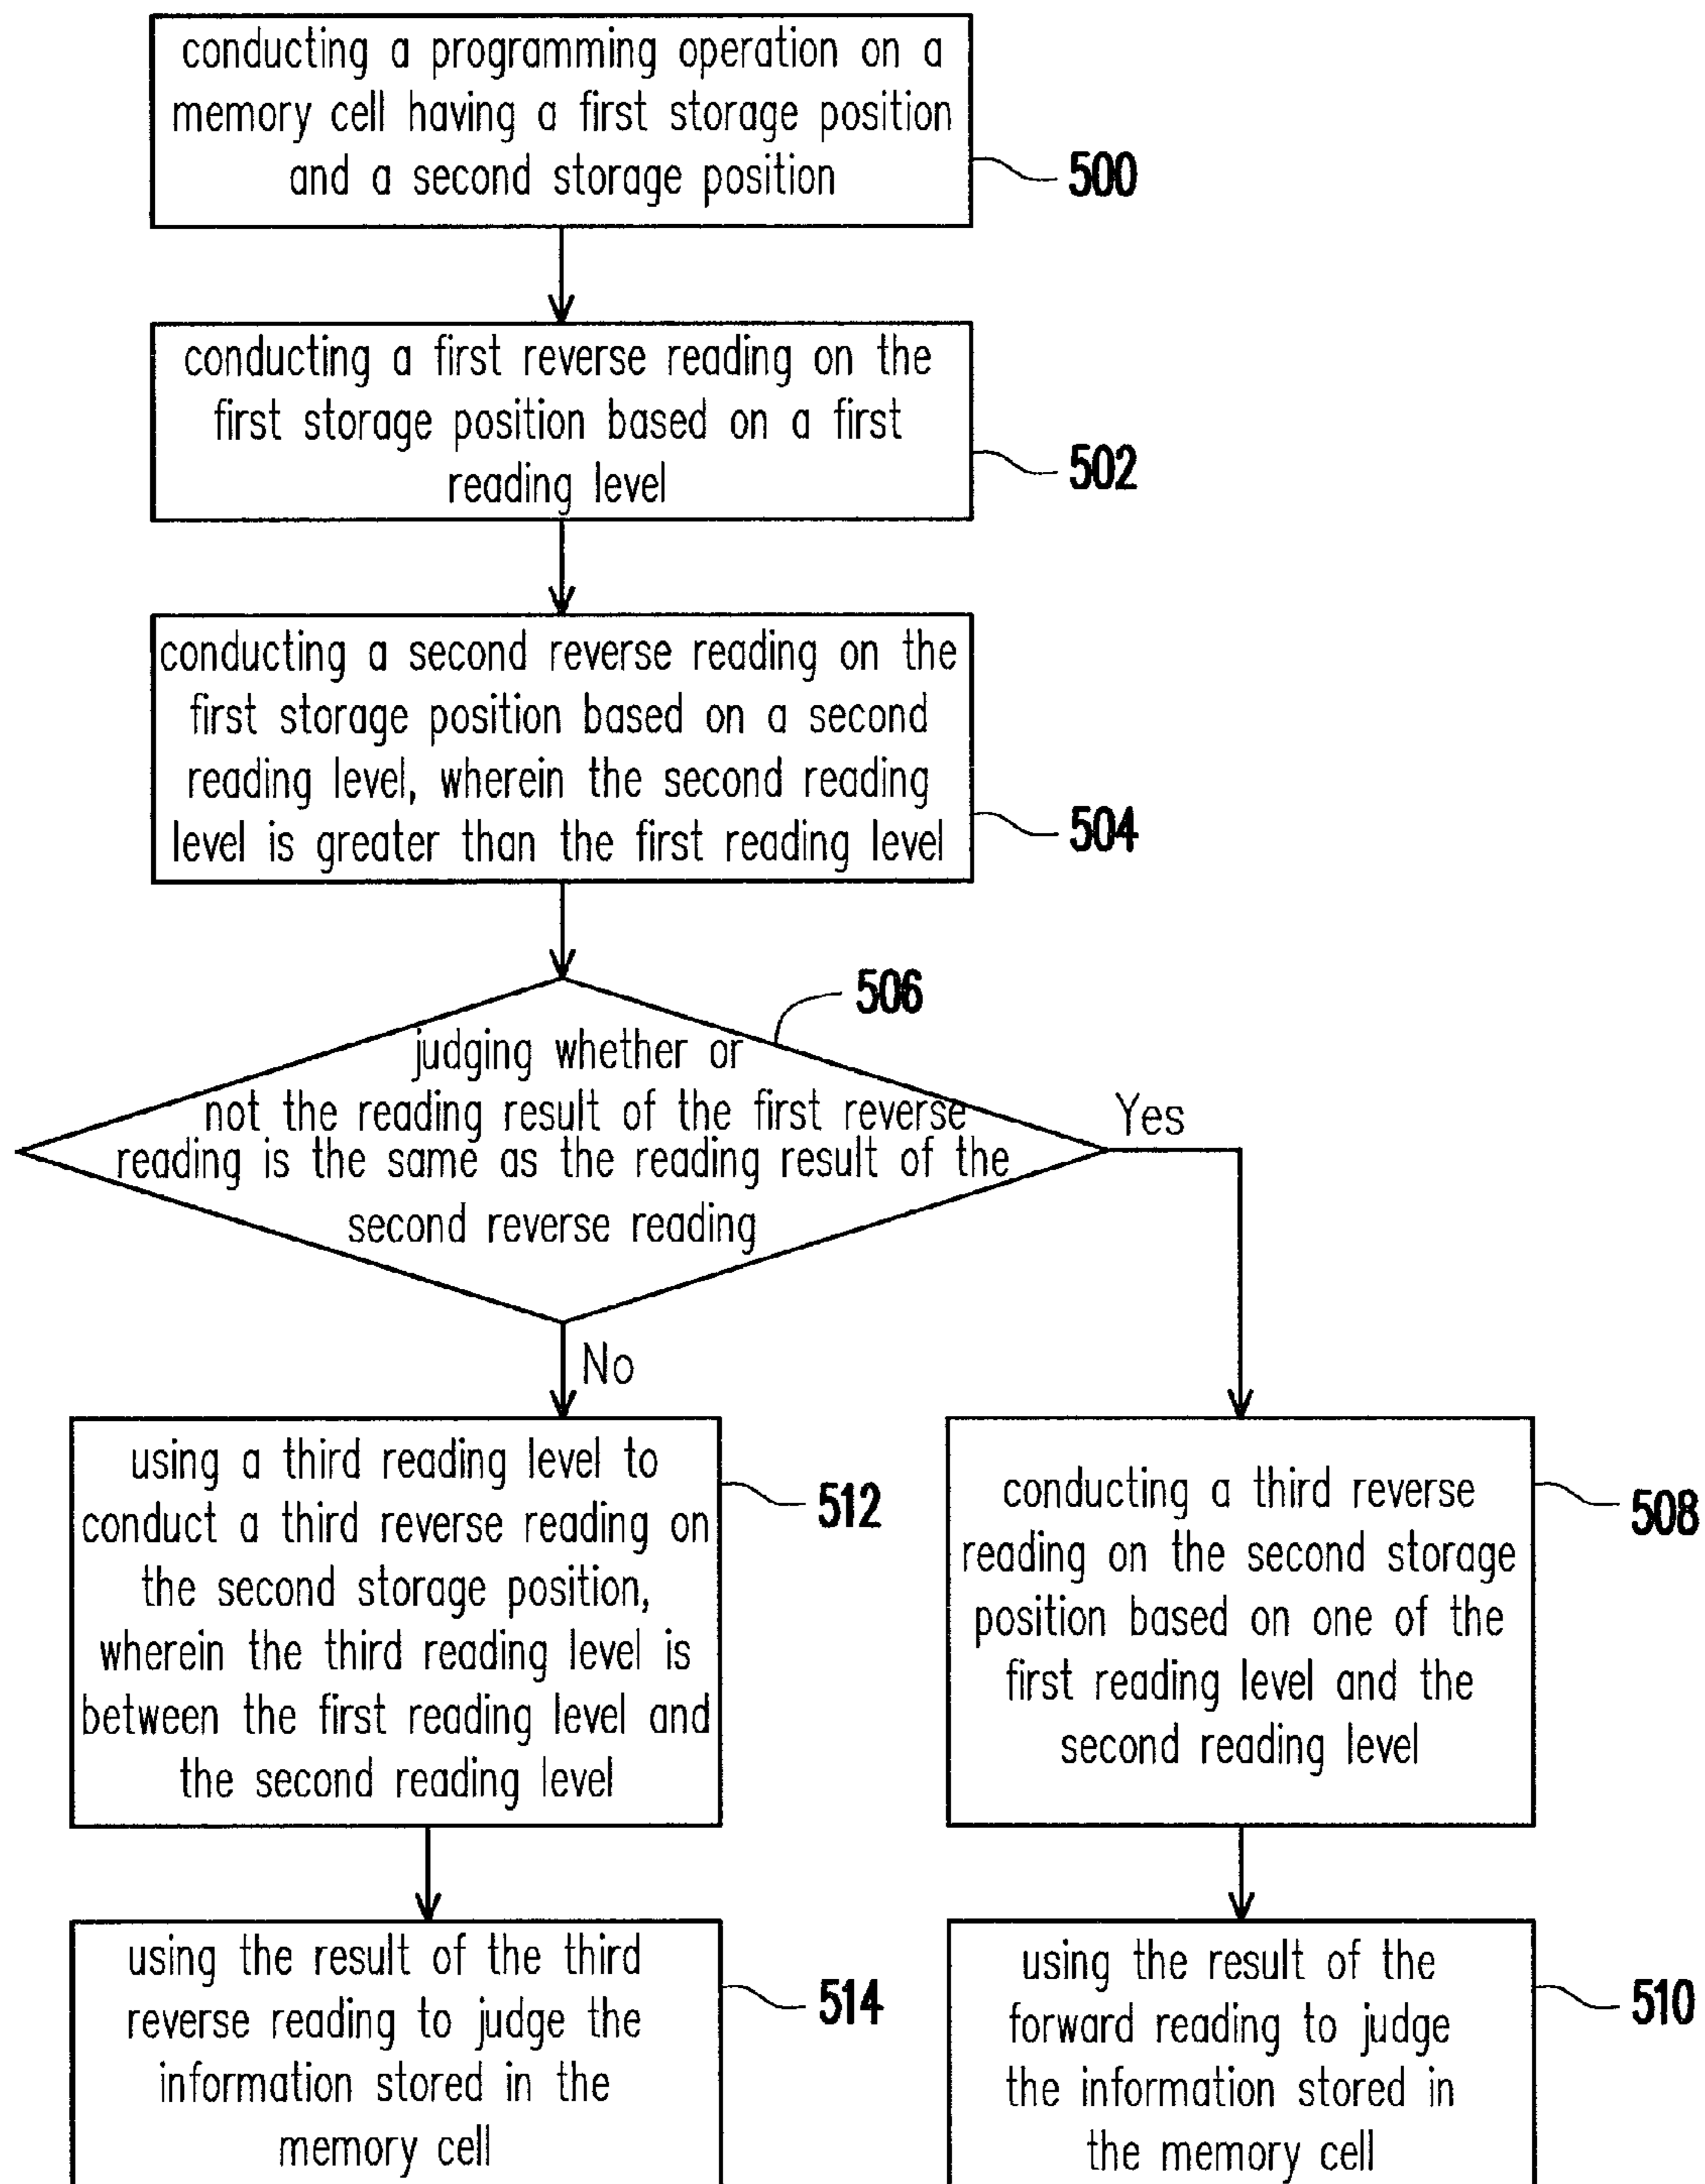 conducting a programming operation on a
memory cell having a first storage position
and a second storage position
500
conducting a first reverse reading on the
first storage position based on a first
reading level
502
conducting a second reverse reading on the
first storage position based on a second
reading level, wherein the second reading
level is greater than the first reading level
504
506
judging whether or
not the reading result of the first reverse
reading is the same as the reading result of the
second reverse reading
Yes
No
using a third reading level to
conduct a third reverse reading on
the second storage position,
wherein the third reading level is
between the first reading level and
the second reading level
512
conducting a third reverse
reading on the second storage
position based on one of the
first reading level and the
second reading level
508
using the result of the third
reverse reading to judge the
information stored in the
memory cell
514
using the result of the
forward reading to judge
the information stored in
the memory cell
510